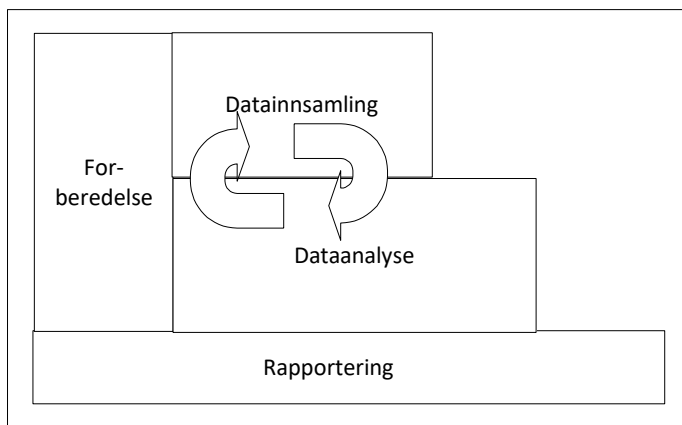 Datainnsamling
For-
beredelse
Dataanalyse
Rapportering